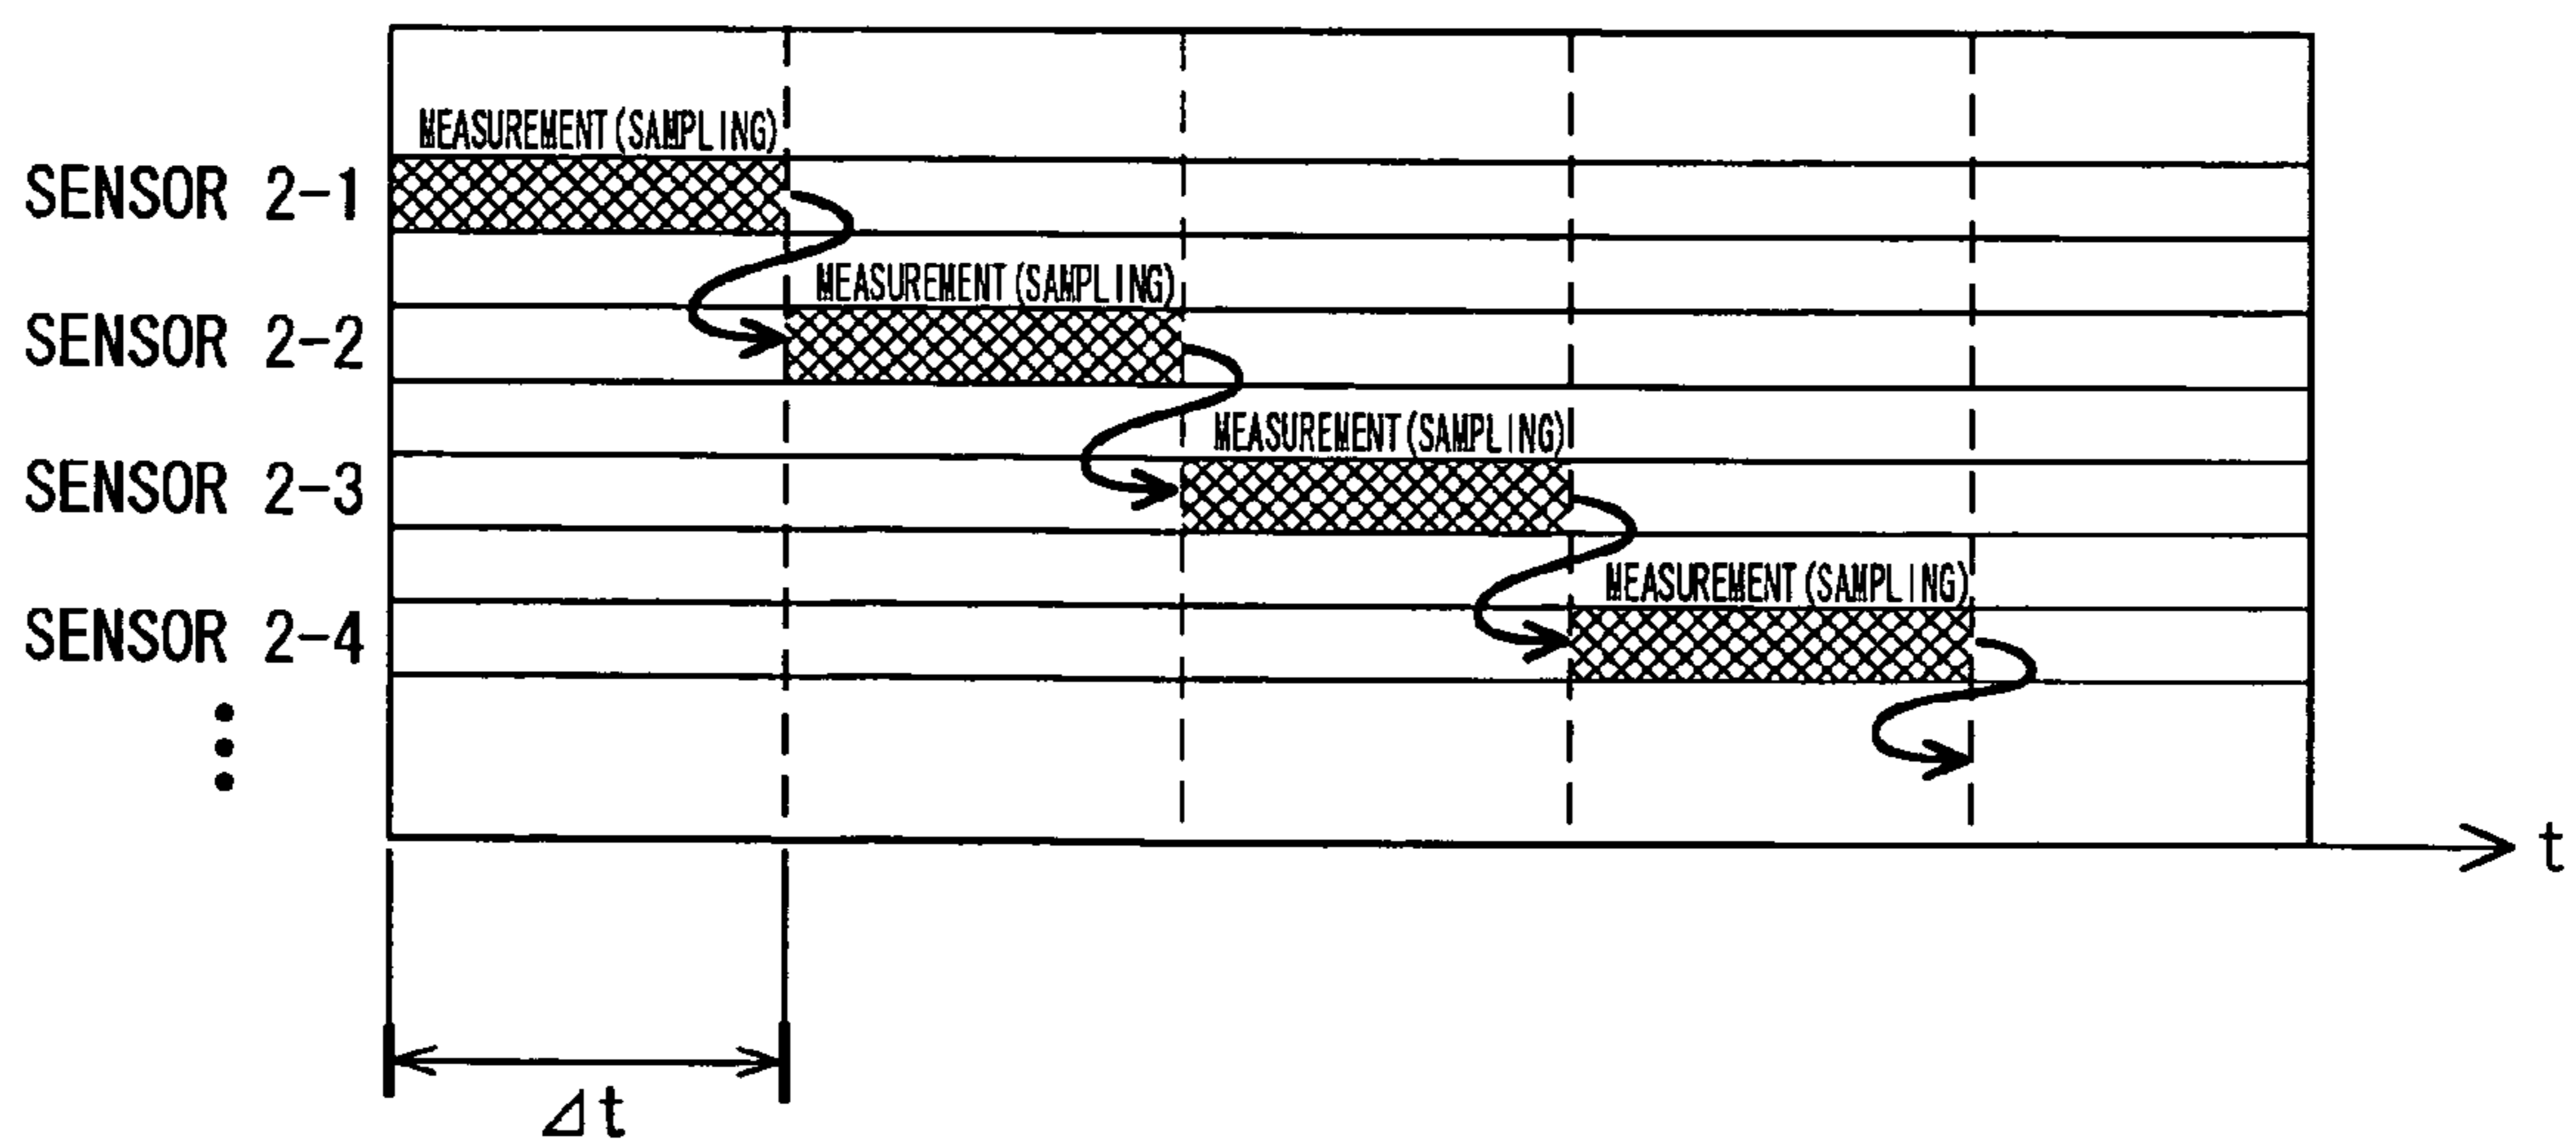 MEASUREMENT(SAMPLING)
SENSOR 2-1
MEASUREMENT(SAMPLING)
SENSOR 2-2
MEASUREMENT(SAMPLING)
SENSOR 2-3
MEASUREMENT(SAMPLING)
SENSOR 2-4
t
⊿t